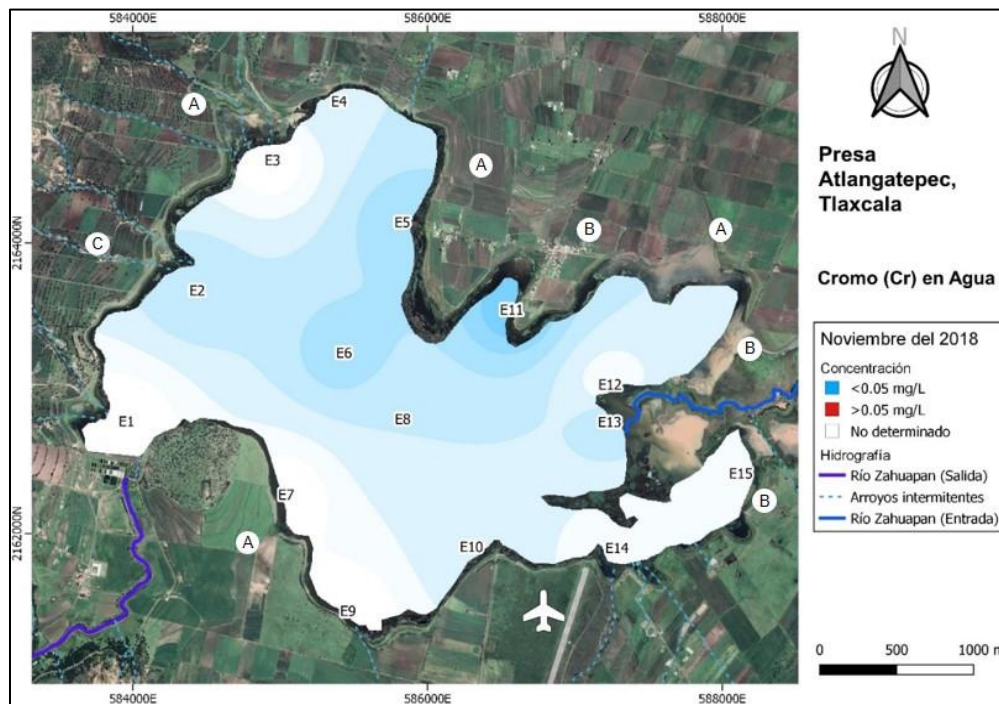 584000E
586000E
588000E
N
Presa
Atlangatepec,
Tlaxcala
Cromo (Cr) en Agua
Noviembre del 2018
Concentración
<0.05 mg/L
>0.05 mg/L
No determinado
Hidrografía
Río Zahuapan (Salida)
Arroyos intermitentes
Río Zahuapan (Entrada)
0
500
1000 m
2164000N
2162000N
A
E4
E3
A
E5
B
A
C
E2
E11
E6
B
E12
E1
E8
E13
E15
E7
B
A
E10
E14
E9
584000E
586000E
588000E